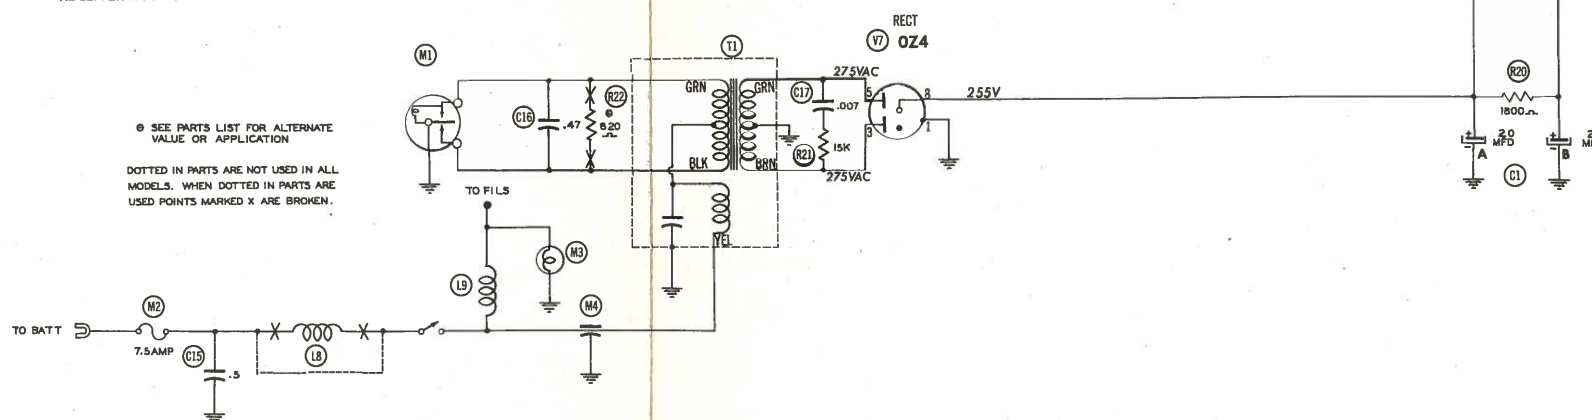 RECT
V7 OZ4
M1
T1
275VAC
GRN
GRN
C17
.007
5
8
3
1
255V
R20
1800Ω
C16
.47
R22
⊖
820
Ω
⊖ SEE PARTS LIST FOR ALTERNATE
VALUE OR APPLICATION
BLK
BRN
R21
15K
275VAC
+
-
A
20
MFD
+
-
B
C1
DOTTED IN PARTS ARE NOT USED IN ALL
MODELS. WHEN DOTTED IN PARTS ARE
USED POINTS MARKED X ARE BROKEN.
TO FILS
YEL
M3
L9
M4
M2
TO BATT
7.5AMP
C15
.5
L8